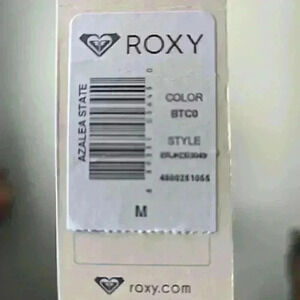 ROXY
AZALEA STATE
COLOR
BTC0
STYLE
M
roxy.com